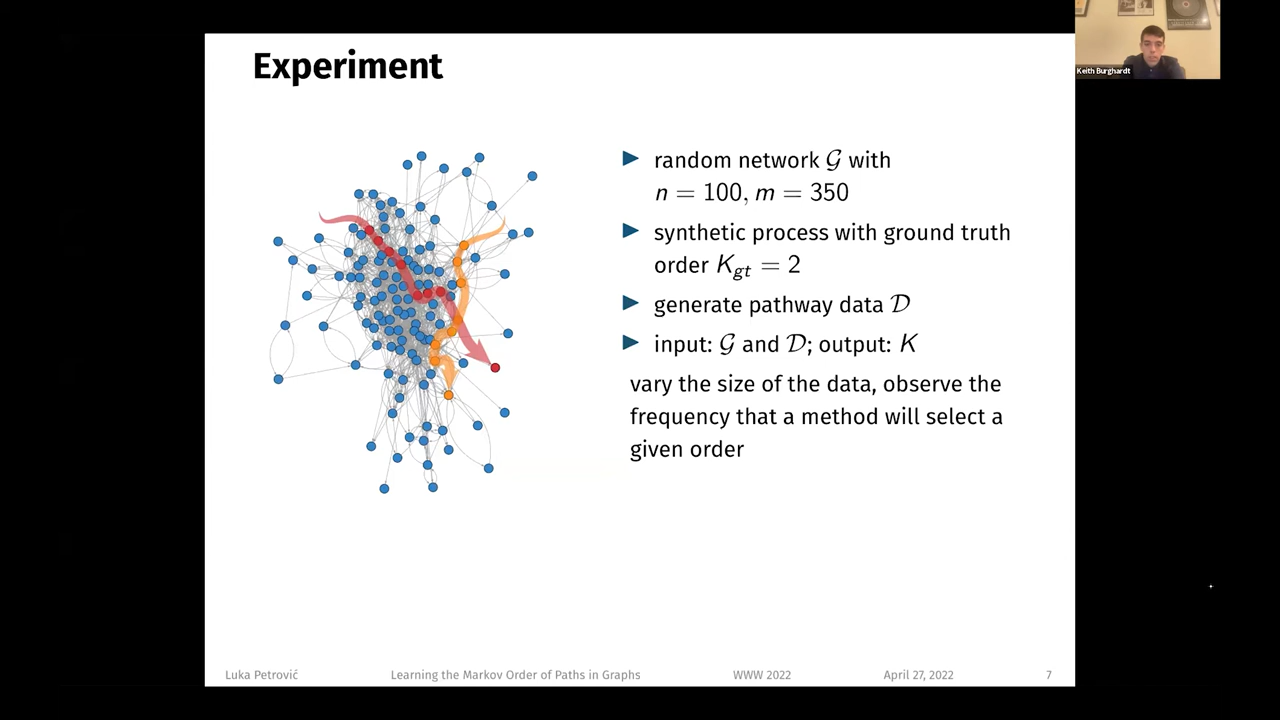 Experiment
Keith Burghardt
▶ random network 𝒢 with
n = 100, m = 350
▶ synthetic process with ground truth
order K_gt = 2
▶ generate pathway data 𝒟
▶ input: 𝒢 and 𝒟; output: K
vary the size of the data, observe the
frequency that a method will select a
given order
Luka Petrović Learning the Markov Order of Paths in Graphs WWW 2022 April 27, 2022 7